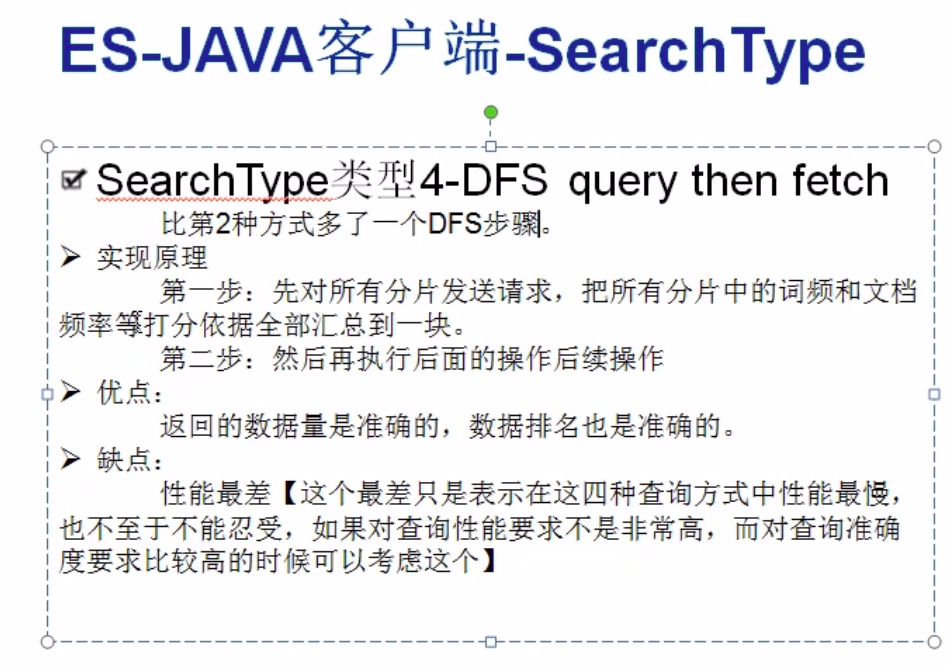 ES-JAVA客户端-SearchType
SearchType类型4-DFS query then fetch
比第2种方式多了一个DFS步骤。
实现原理
第一步：先对所有分片发送请求，把所有分片中的词频和文档
频率等打分依据全部汇总到一块。
第二步：然后再执行后面的操作后续操作
优点：
返回的数据量是准确的，数据排名也是准确的。
缺点：
性能最差【这个最差只是表示在这四种查询方式中性能最慢，
也不至于不能忍受，如果对查询性能要求不是非常高，而对查询准确
度要求比较高的时候可以考虑这个】